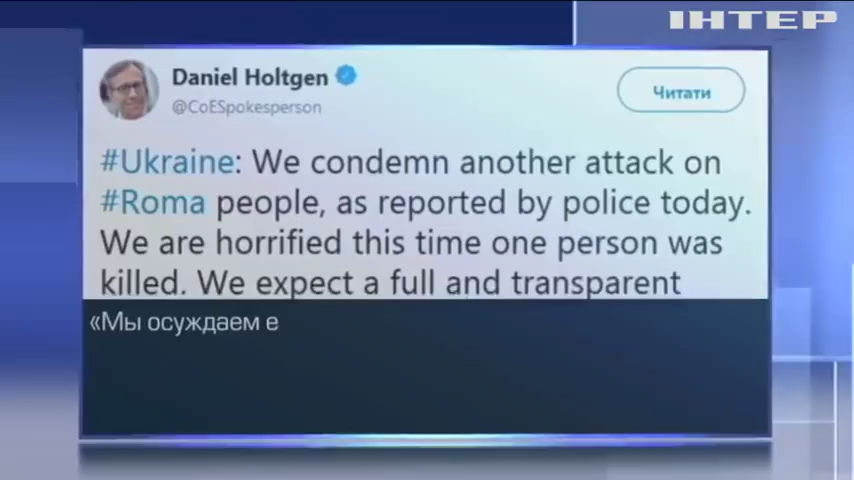 ІНТЕР
Daniel Holtgen
@CoESpokesperson
Читати
#Ukraine: We condemn another attack on
#Roma people, as reported by police today.
We are horrified this time one person was
killed. We expect a full and transparent
«Мы осуждаем е